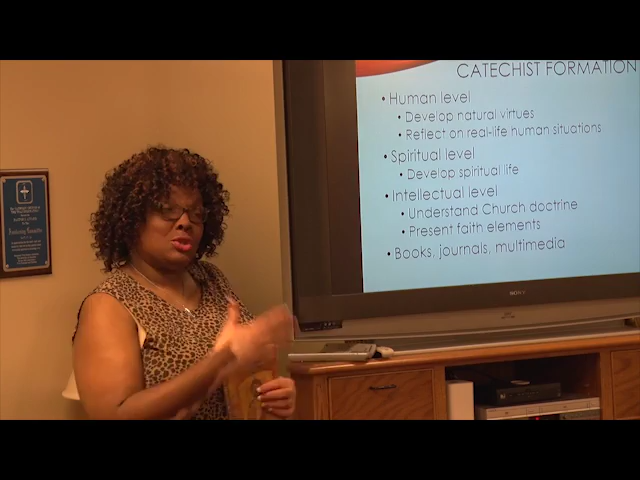 CATECHIST FORMATION
• Human level
• Develop natural virtues
• Reflect on real-life human situations
• Spiritual level
• Develop spiritual life
• Intellectual level
• Understand Church doctrine
• Present faith elements
• Books, journals, multimedia
SONY